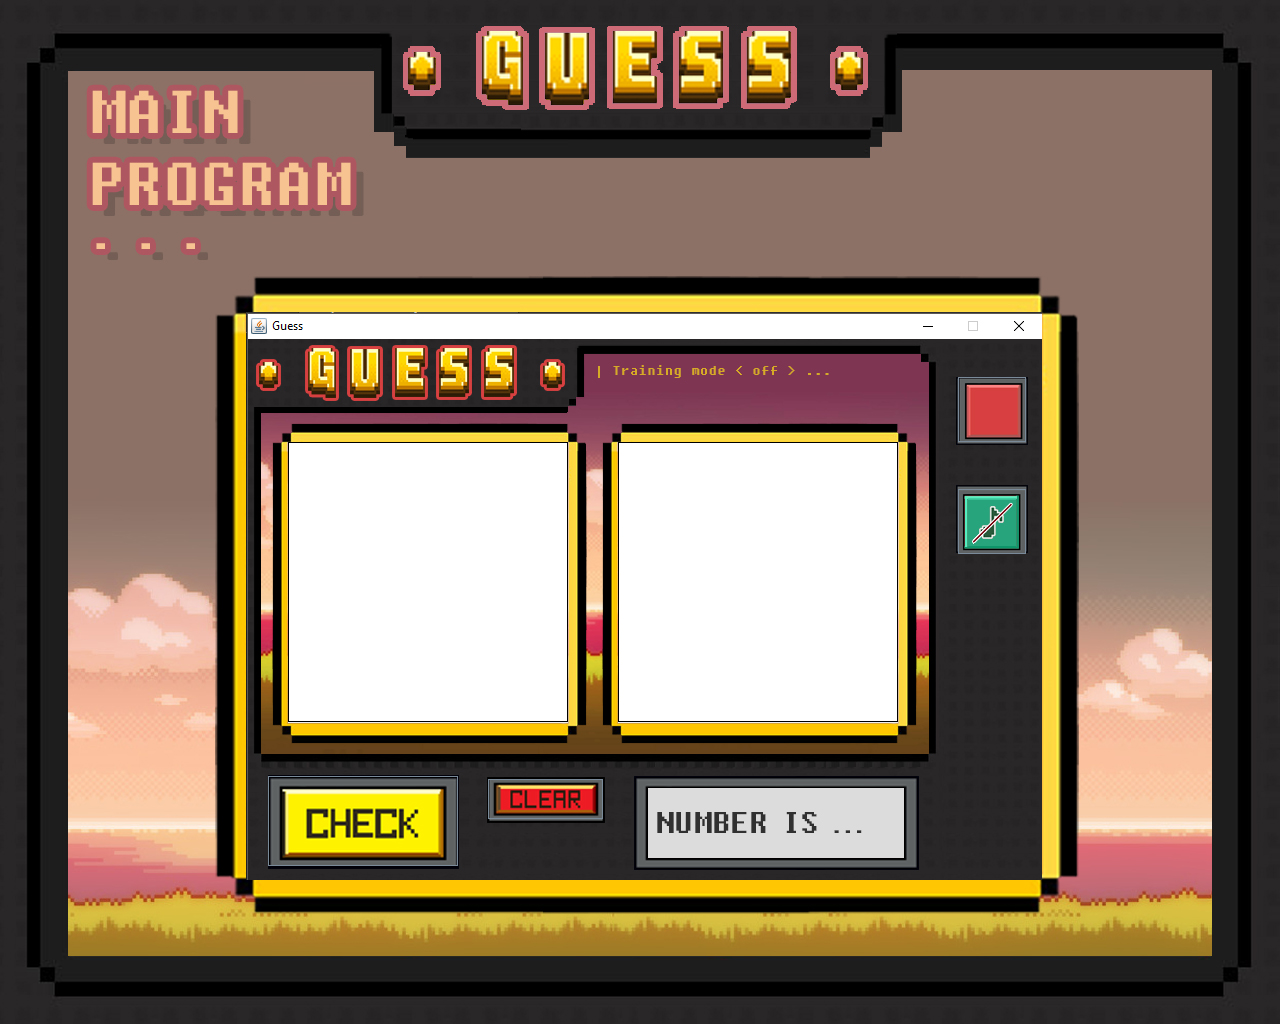 GUESS
MAIN
PROGRAM
...
Guess
GUESS
| Training mode < off > ...
CHECK
CLEAR
NUMBER IS ...